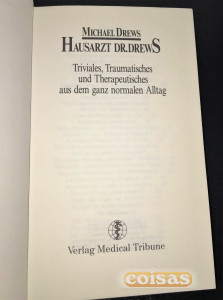 MICHAEL DREWS
HAUSARZT DR.DREWS
Triviales, Traumatisches
und Therapeutisches
aus dem ganz normalen Alltag
Verlag Medical Tribune
coisas